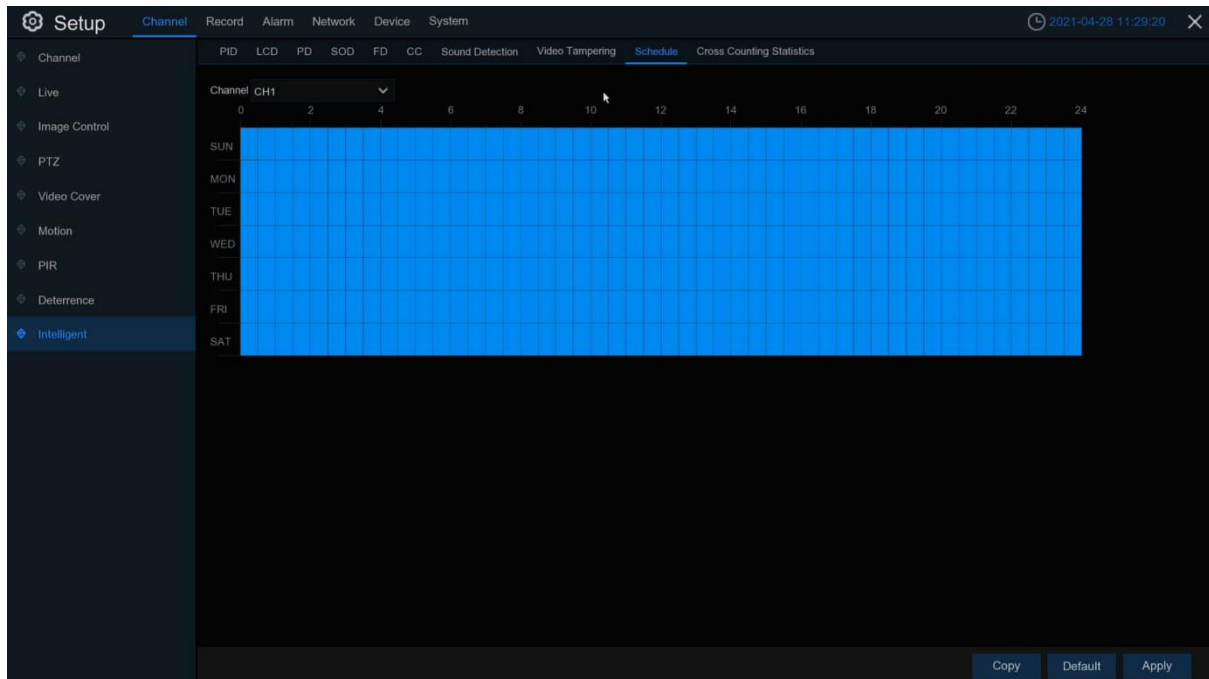 Setup Channel Record Alarm Network Device System 2021-04-28 11:29:20
Channel
Live
Image Control
PTZ
Video Cover
Motion
PIR
Deterrence
Intelligent
PID LCD PD SOD FD CC Sound Detection Video Tampering Schedule Cross Counting Statistics
Channel CH1
0 2 4 6 8 10 12 14 16 18 20 22 24
SUN
MON
TUE
WED
THU
FRI
SAT
Copy Default Apply